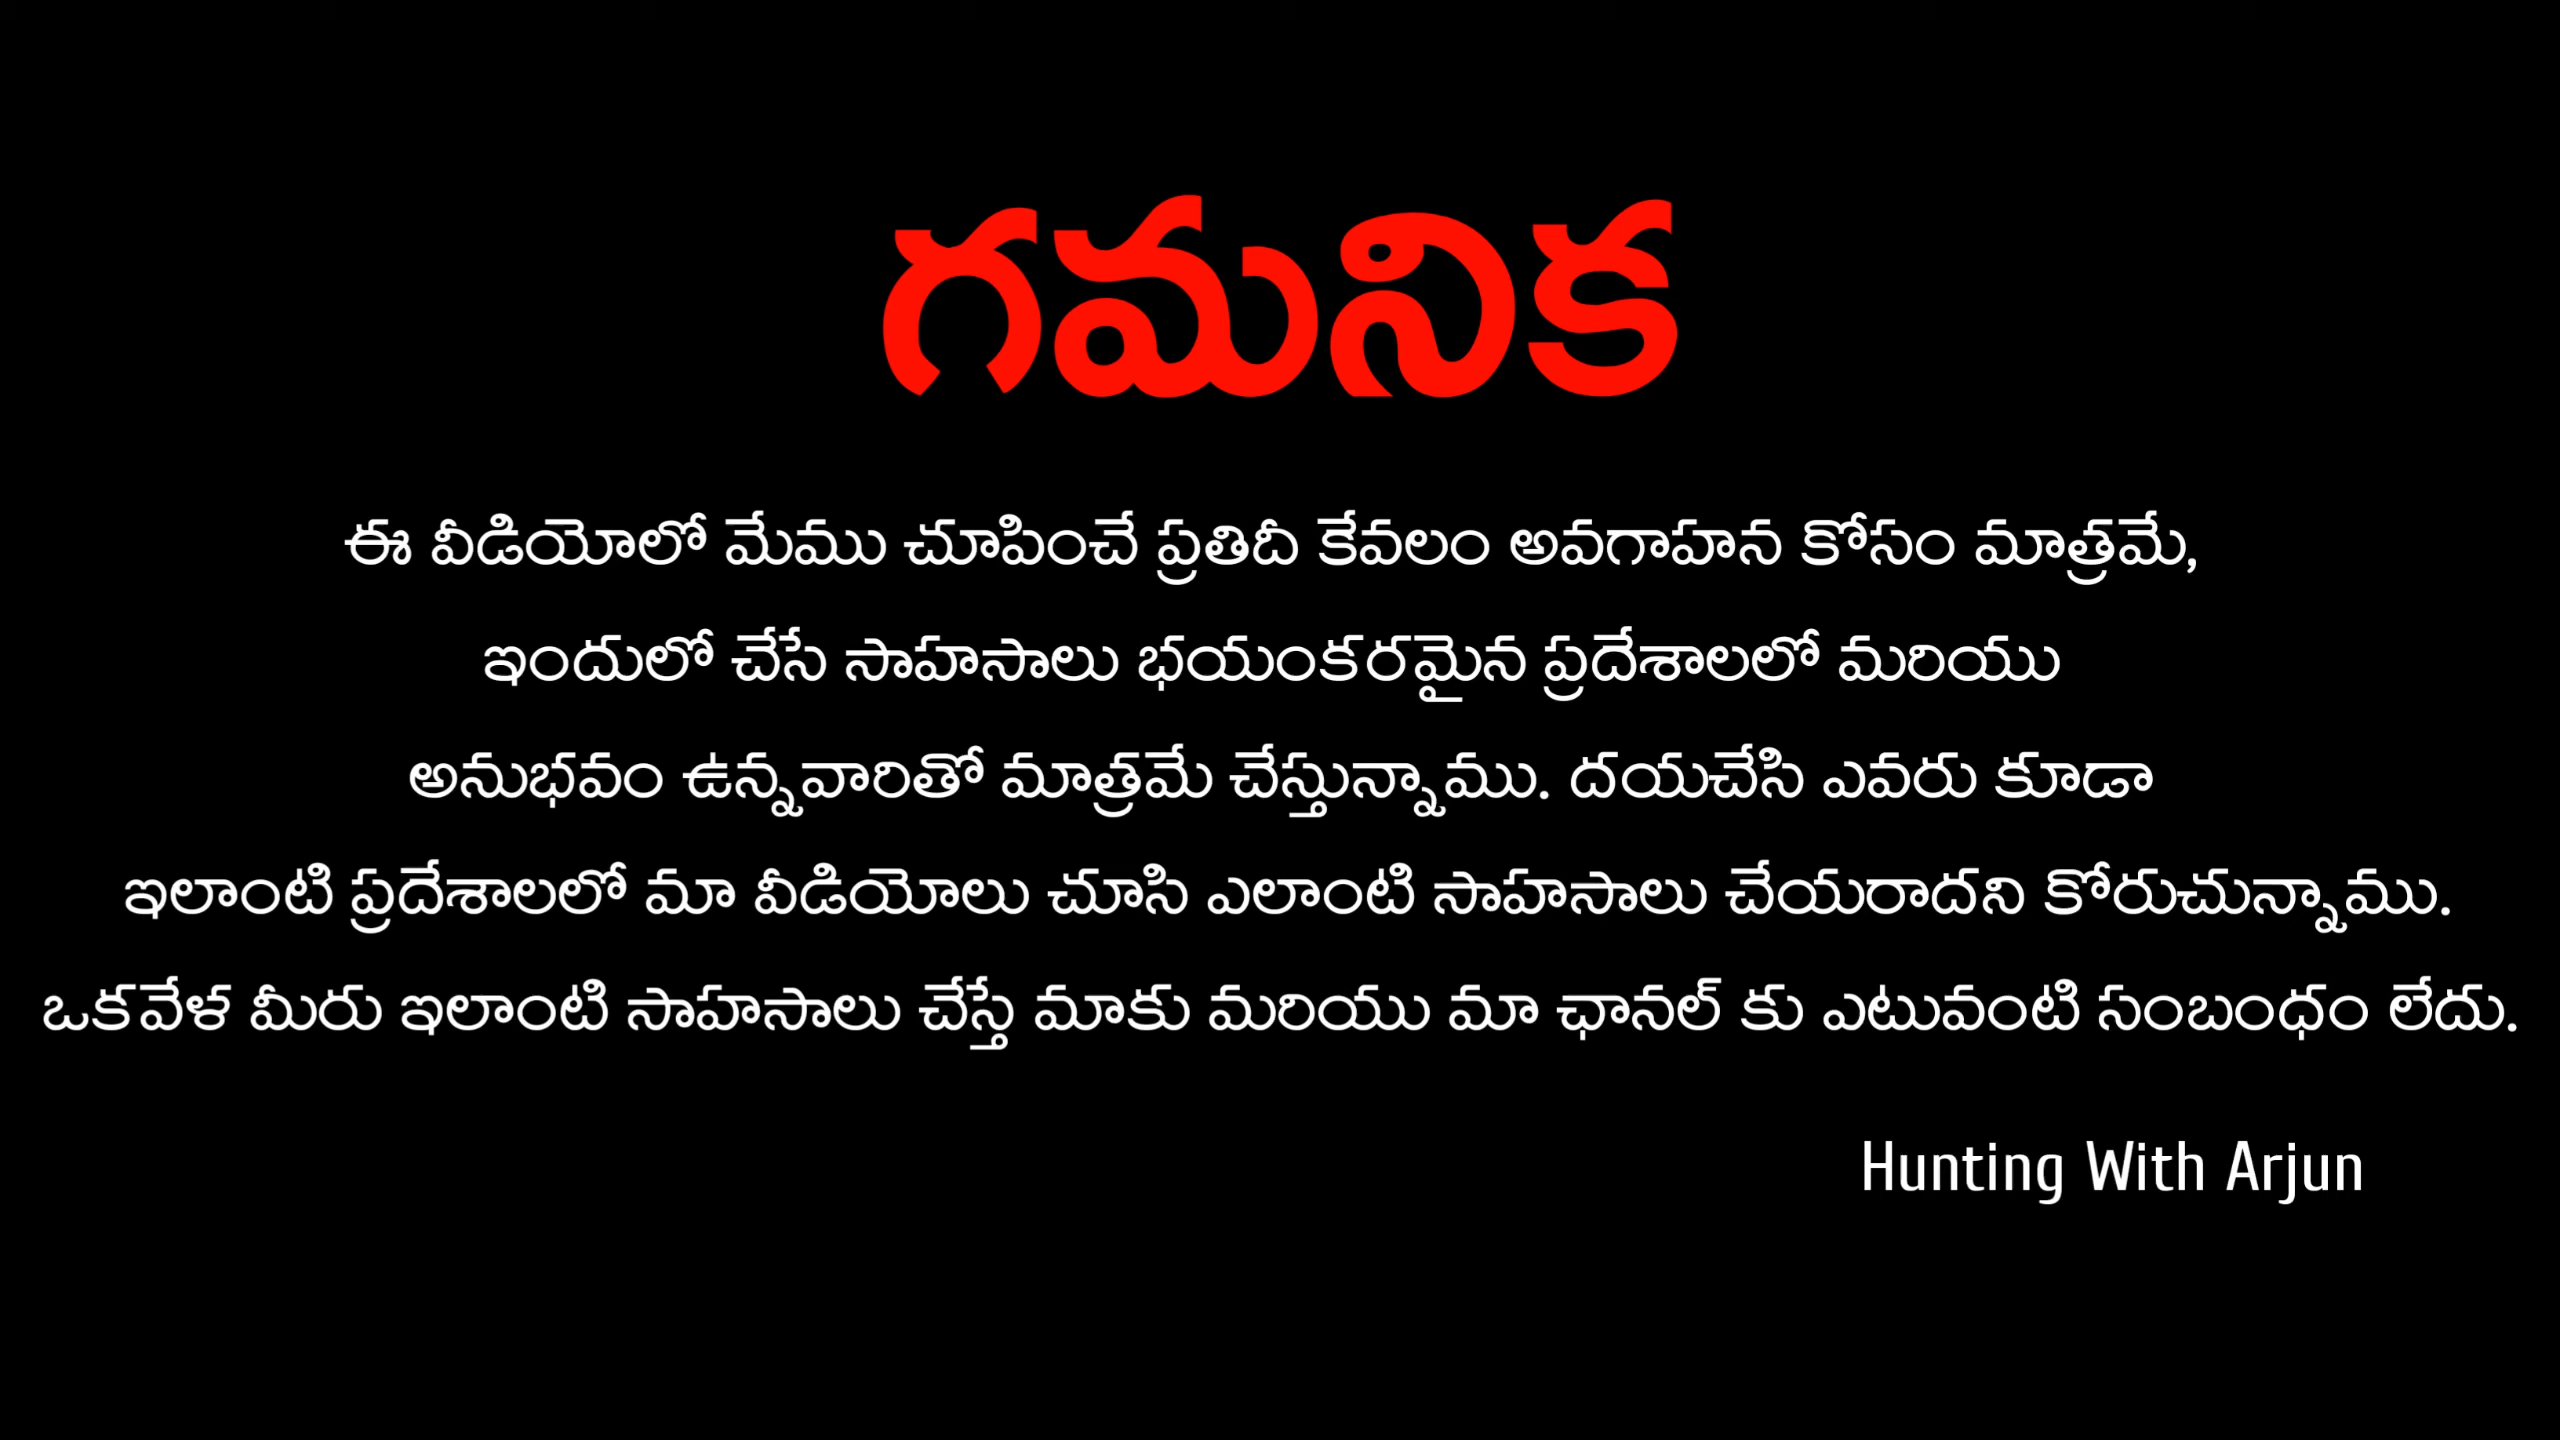 గమనిక
ఈ వీడియోలో మేము చూపించే ప్రతిదీ కేవలం అవగాహన కోసం మాత్రమే,
ఇందులో చేసే సాహసాలు భయంకరమైన ప్రదేశాలలో మరియు
అనుభవం ఉన్నవారితో మాత్రమే చేస్తున్నాము. దయచేసి ఎవరు కూడా
ఇలాంటి ప్రదేశాలలో మా వీడియోలు చూసి ఎలాంటి సాహసాలు చేయరాదని కోరుచున్నాము.
ఒకవేళ మీరు ఇలాంటి సాహసాలు చేస్తే మాకు మరియు మా ఛానల్ కు ఎటువంటి సంబంధం లేదు.
Hunting With Arjun